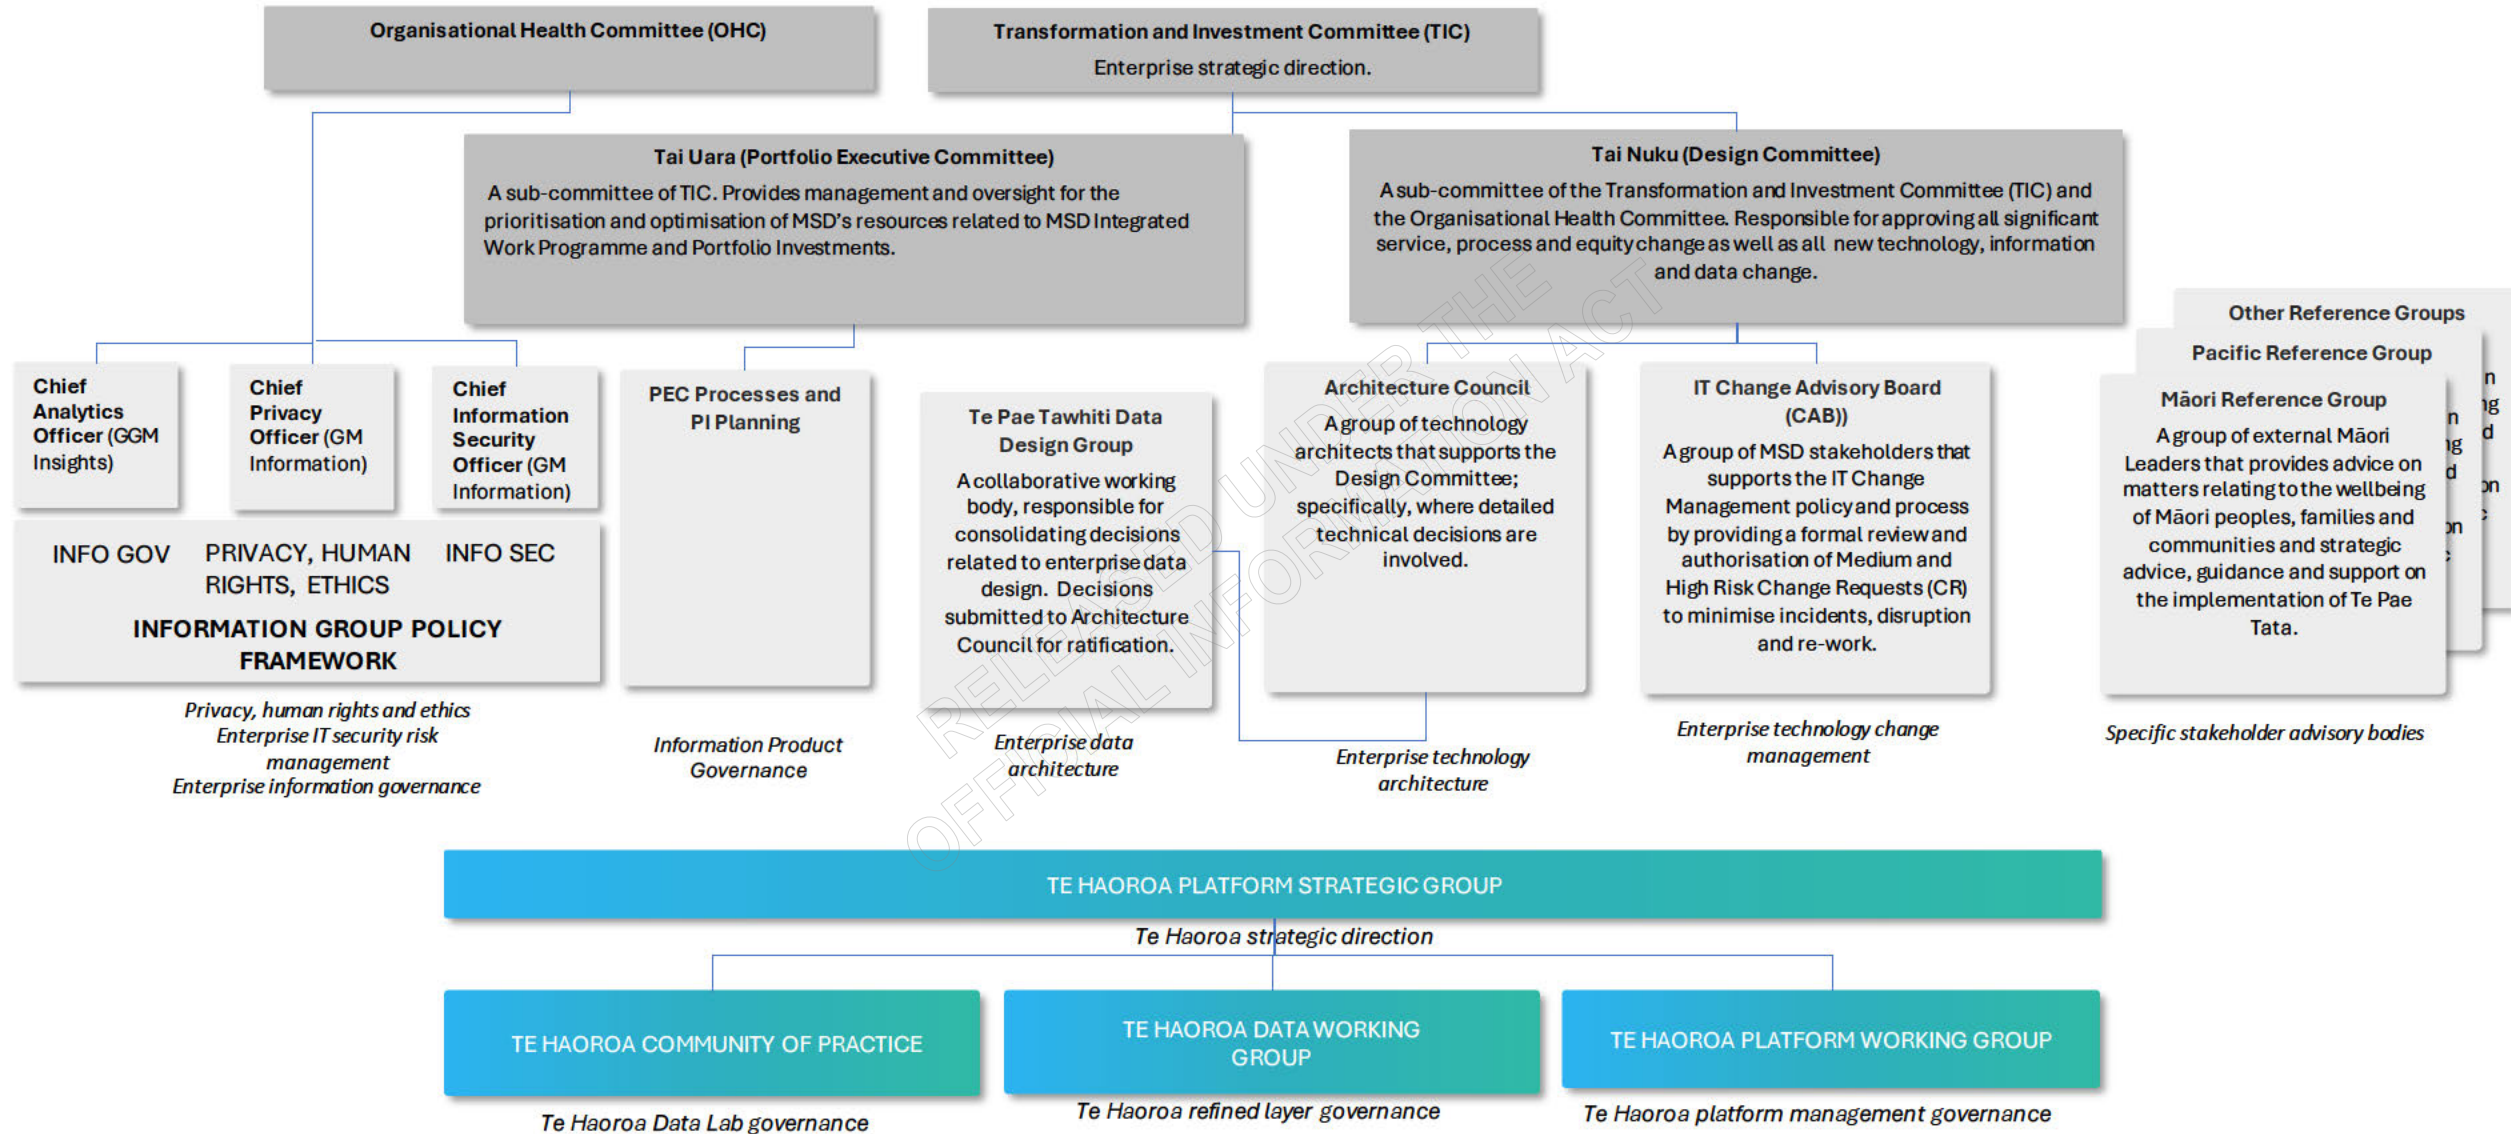 Organisational Health Committee (OHC)
Transformation and Investment Committee (TIC)
Enterprise strategic direction.
Tai Uara (Portfolio Executive Committee)
A sub-committee of TIC. Provides management and oversight for the
prioritisation and optimisation of MSD's resources related to MSD Integrated
Work Programme and Portfolio Investments.
Tai Nuku (Design Committee)
A sub-committee of the Transformation and Investment Committee (TIC) and
the Organisational Health Committee. Responsible for approving all significant
service, process and equity change as well as all new technology, information
and data change.
Chief
Analytics
Officer (GGM
Insights)
Chief
Privacy
Officer (GM
Information)
Chief
Information
Security
Officer (GM
Information)
INFO GOV
PRIVACY, HUMAN
RIGHTS, ETHICS
INFO SEC
INFORMATION GROUP POLICY
FRAMEWORK
Privacy, human rights and ethics
Enterprise IT security risk
management
Enterprise information governance
PEC Processes and
PI Planning
Information Product
Governance
Te Pae Tawhiti Data
Design Group
A collaborative working
body, responsible for
consolidating decisions
related to enterprise data
design. Decisions
submitted to Architecture
Council for ratification.
Enterprise data
architecture
Architecture Council
A group of technology
architects that supports the
Design Committee;
specifically, where detailed
technical decisions are
involved.
Enterprise technology
architecture
IT Change Advisory Board
(CAB))
A group of MSD stakeholders that
supports the IT Change
Management policy and process
by providing a formal review and
authorisation of Medium and
High Risk Change Requests (CR)
to minimise incidents, disruption
and re-work.
Enterprise technology change
management
Other Reference Groups
Pacific Reference Group
Māori Reference Group
A group of external Māori
Leaders that provides advice on
matters relating to the wellbeing
of Māori peoples, families and
communities and strategic
advice, guidance and support on
the implementation of Te Pae
Tata.
Specific stakeholder advisory bodies
RELEASED UNDER THE
OFFICIAL INFORMATION ACT
TE HAOROA PLATFORM STRATEGIC GROUP
Te Haoroa strategic direction
TE HAOROA COMMUNITY OF PRACTICE
Te Haoroa Data Lab governance
TE HAOROA DATA WORKING
GROUP
Te Haoroa refined layer governance
TE HAOROA PLATFORM WORKING GROUP
Te Haoroa platform management governance